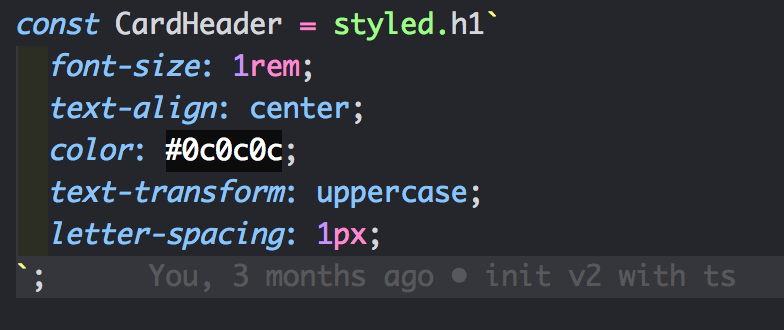 const CardHeader = styled.h1`
font-size: 1rem;
text-align: center;
color: #0c0c0c;
text-transform: uppercase;
letter-spacing: 1px;
`; You, 3 months ago • init v2 with ts